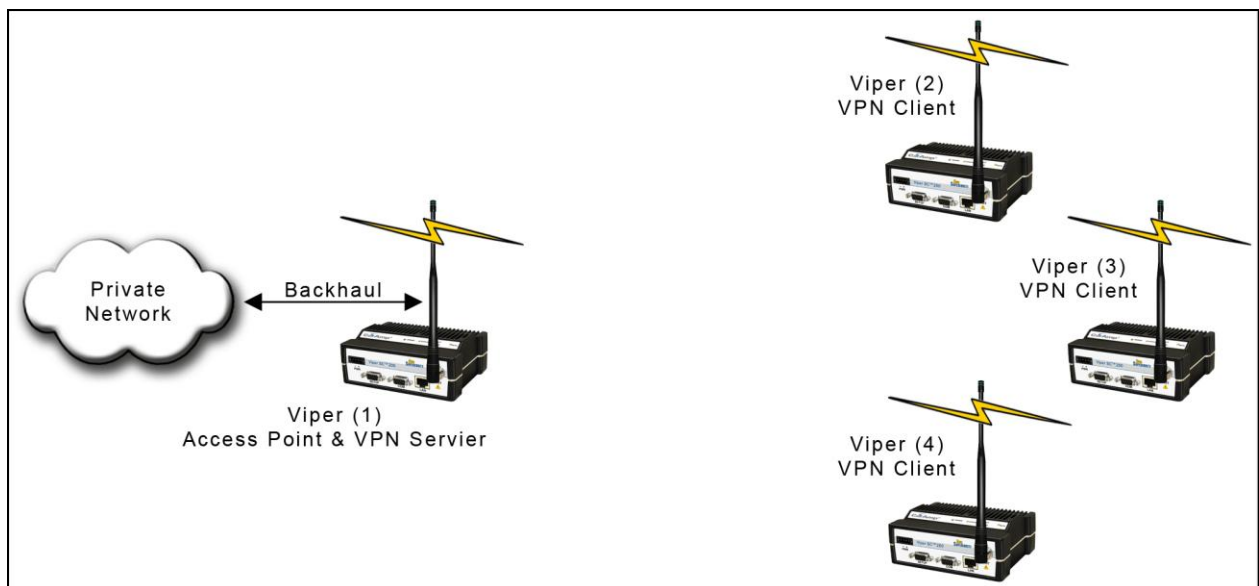 Private
Network
Backhaul
Viper (1)
Access Point & VPN Servier
Viper (2)
VPN Client
Viper (3)
VPN Client
Viper (4)
VPN Client